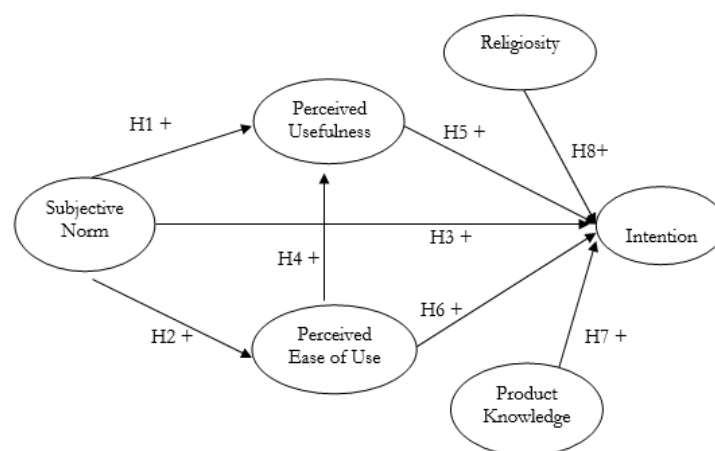 Religiosity
Perceived
Usefulness
H1 +
H5 +
H8+
Subjective
Norm
H3 +
Intention
H4 +
H2 +
H6 +
Perceived
Ease of Use
H7 +
Product
Knowledge